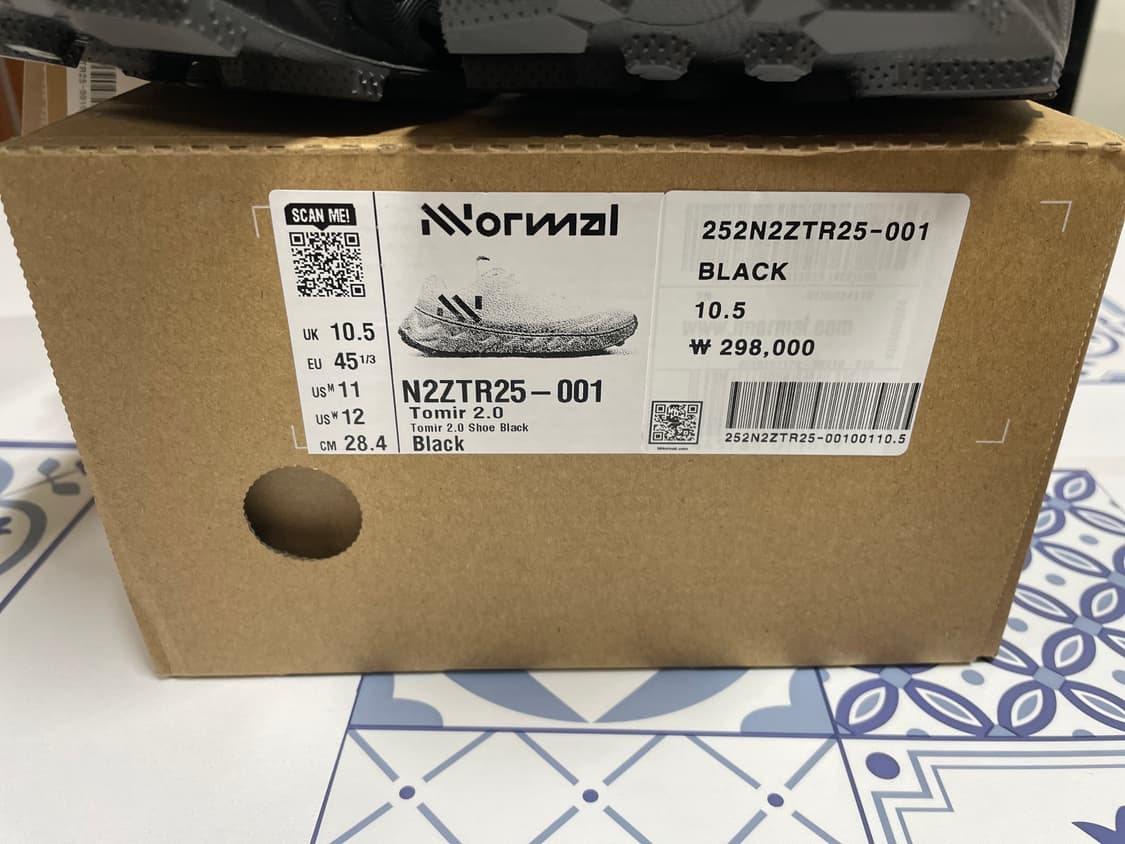 SCAN ME!
UK 10.5
EU 45 1/3
US M 11
US W 12
CM 28.4
NNormal
N2ZTR25-001
Tomir 2.0
Tomir 2.0 Shoe Black
Black
252N2ZTR25-001
BLACK
10.5
₩ 298,000
252N2ZTR25-00100110.5